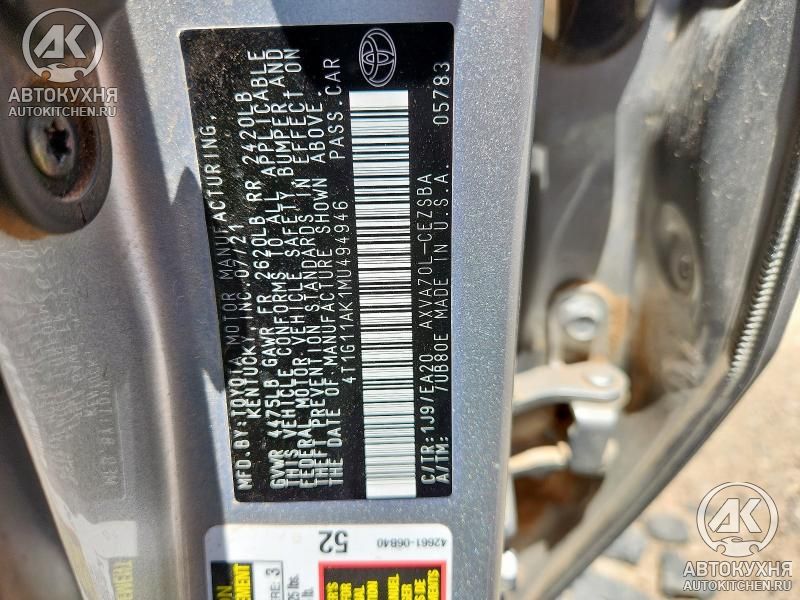 АВТОКУХНЯ
AUTOKITCHEN.RU
MFD.BY:TOYOTA MOTOR MANUFACTURING,
KENTUCKY, INC. 07/21
GVWR 4475LB GAWR FR 2620LB RR 2420LB
THIS VEHICLE CONFORMS TO ALL APPLICABLE
FEDERAL MOTOR VEHICLE SAFETY, BUMPER AND
THEFT PREVENTION STANDARDS IN EFFECT ON
THE DATE OF MANUFACTURE SHOWN ABOVE.
4T1G11AK1MU494946 PASS.CAR
C/TR:1J9/EA20 AXVA70L-CEZSBA
A/TM: /UB80E MADE IN U.S.A. 05783
52
42661-06B40
АВТОКУХНЯ
AUTOKITCHEN.RU